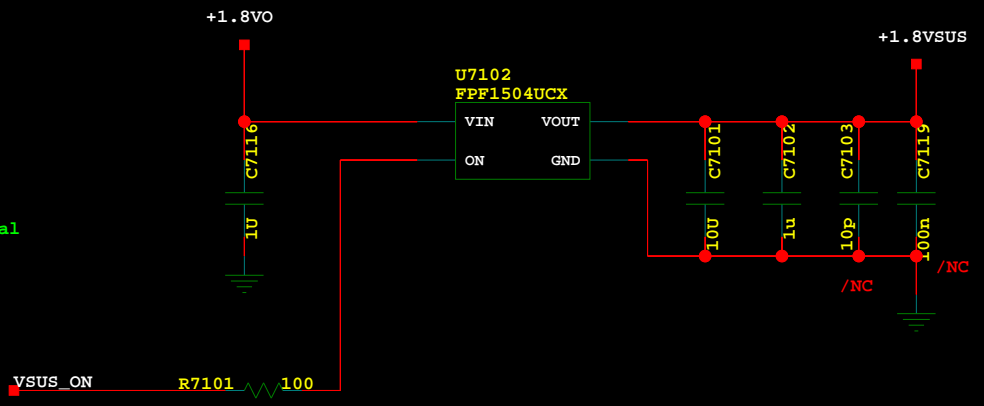 +1.8VO
+1.8VSUS
U7102
FPF1504UCX
VIN
VOUT
ON
GND
C7116
1U
C7101
10U
C7102
1u
C7103
10p
C7119
100n
al
/NC
/NC
VSUS_ON
R7101
100